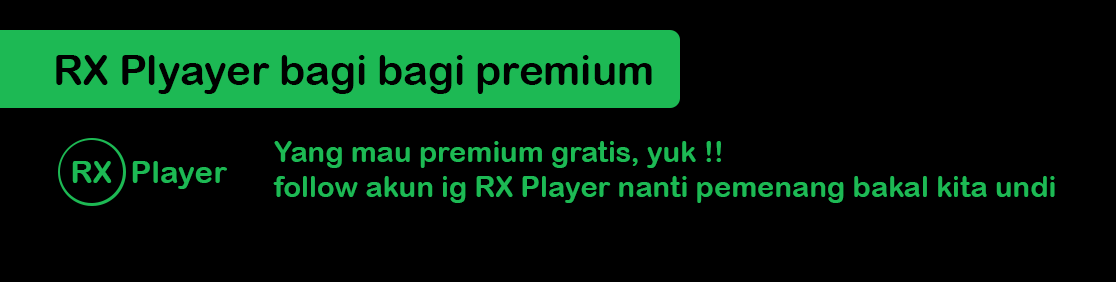 RX Plyayer bagi bagi premium
RX Player
Yang mau premium gratis, yuk !!
follow akun ig RX Player nanti pemenang bakal kita undi